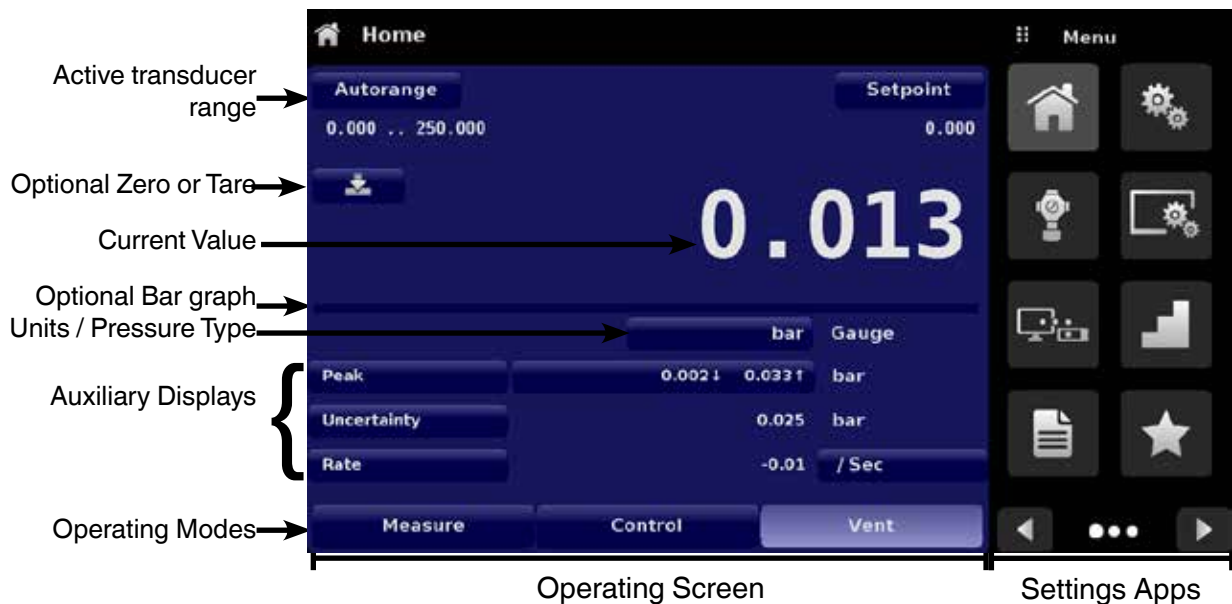 Home
Menu
Active transducer
range
Autorange
Setpoint
0.000 .. 250.000
0.000
Optional Zero or Tare
Current Value
0.013
Optional Bar graph
Units / Pressure Type
bar
Gauge
Auxiliary Displays
Peak
0.002↓ 0.033↑
bar
Uncertainty
0.025
bar
Rate
-0.01
/ Sec
Operating Modes
Measure
Control
Vent
Operating Screen
Settings Apps